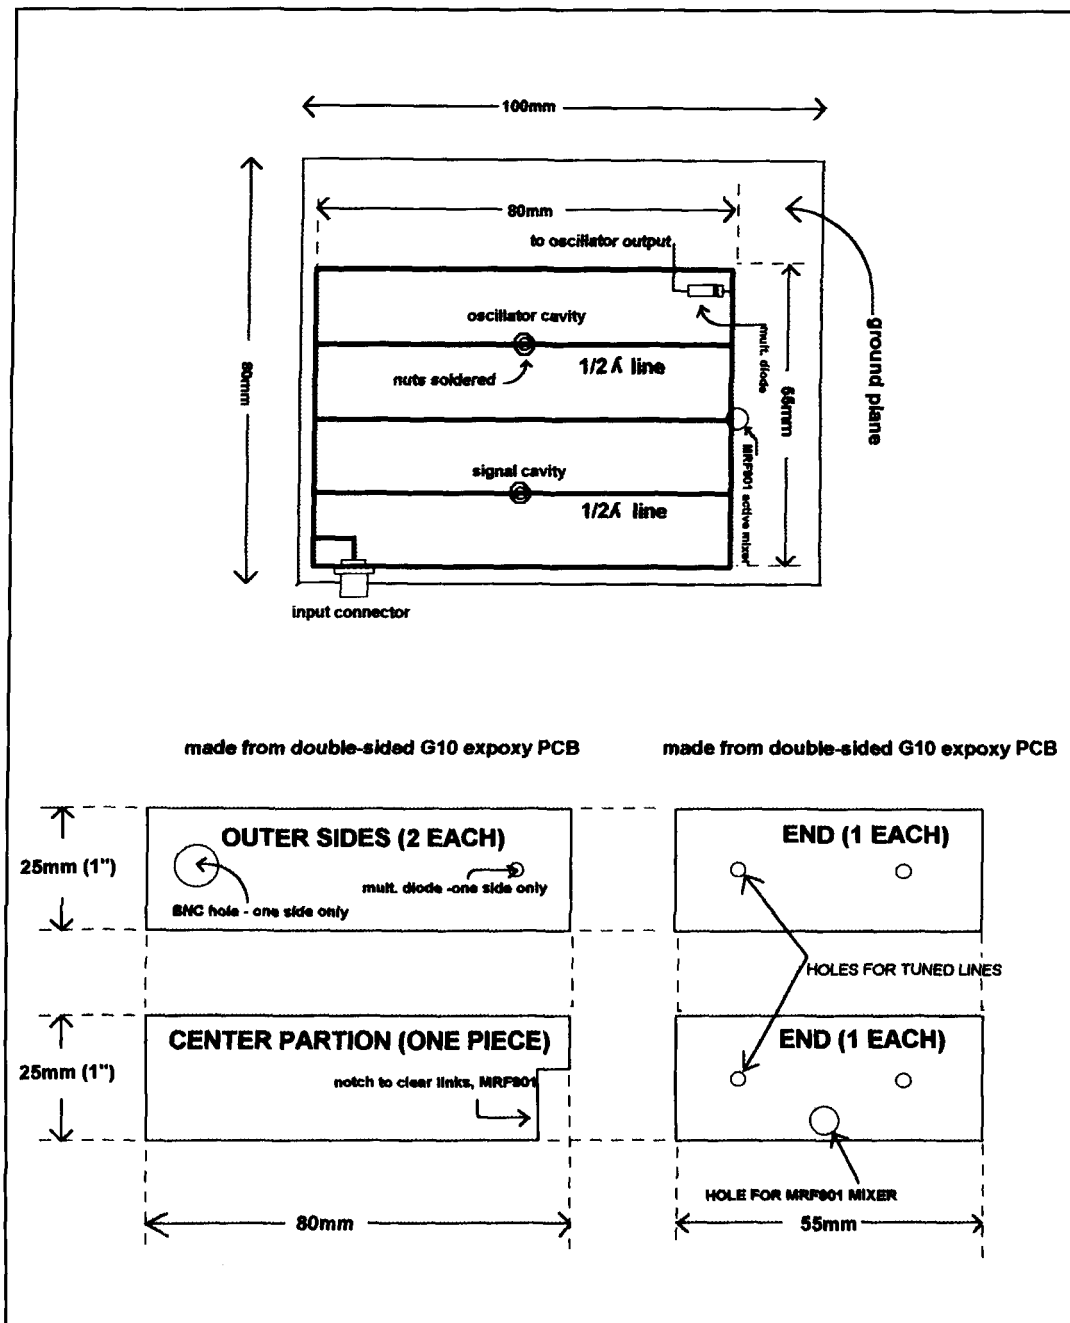 100mm
80mm
to oscillator output
oscillator cavity
mult. diode
nuts soldered
1/2 ʎ line
80mm
55mm
ground plane
signal cavity
MRF901 active mixer
1/2ʎ line
input connector
made from double-sided G10 expoxy PCB
made from double-sided G10 expoxy PCB
OUTER SIDES (2 EACH)
END (1 EACH)
25mm (1")
mult. diode -one side only
BNC hole - one side only
HOLES FOR TUNED LINES
CENTER PARTION (ONE PIECE)
END (1 EACH)
25mm (1")
notch to clear links, MRF901
HOLE FOR MRF901 MIXER
80mm
55mm